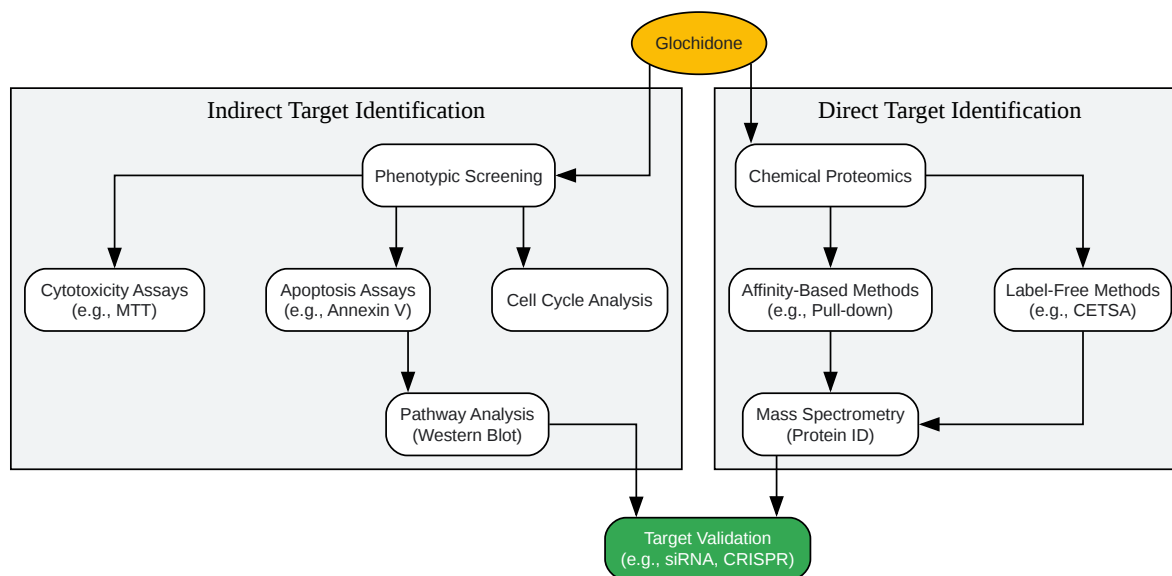 Glochidone
Indirect Target Identification
Direct Target Identification
Phenotypic Screening
Chemical Proteomics
Cytotoxicity Assays
(e.g., MTT)
Apoptosis Assays
(e.g., Annexin V)
Cell Cycle Analysis
Affinity-Based Methods
(e.g., Pull-down)
Label-Free Methods
(e.g., CETSA)
Pathway Analysis
(Western Blot)
Mass Spectrometry
(Protein ID)
Target Validation
(e.g., siRNA, CRISPR)